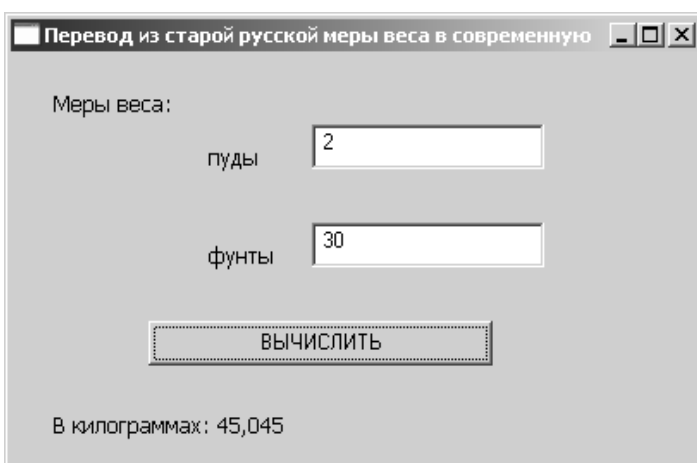 Перевод из старой русской меры веса в современную
Меры веса:
пуды 2
фунты 30
ВЫЧИСЛИТЬ
В килограммах: 45,045